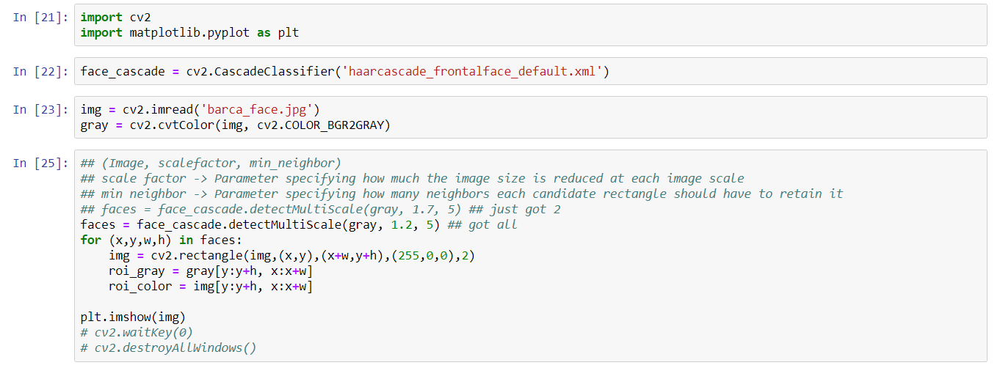 In [21]: import cv2
import matplotlib.pyplot as plt
In [22]: face_cascade = cv2.CascadeClassifier('haarcascade_frontalface_default.xml')
In [23]: img = cv2.imread('barca_face.jpg')
gray = cv2.cvtColor(img, cv2.COLOR_BGR2GRAY)
In [25]: ## (Image, scalefactor, min_neighbor)
## scale factor -> Parameter specifying how much the image size is reduced at each image scale
## min neighbor -> Parameter specifying how many neighbors each candidate rectangle should have to retain it
## faces = face_cascade.detectMultiScale(gray, 1.7, 5) ## just got 2
faces = face_cascade.detectMultiScale(gray, 1.2, 5) ## got all
for (x,y,w,h) in faces:
    img = cv2.rectangle(img,(x,y),(x+w,y+h),(255,0,0),2)
    roi_gray = gray[y:y+h, x:x+w]
    roi_color = img[y:y+h, x:x+w]
plt.imshow(img)
# cv2.waitKey(0)
# cv2.destroyAllWindows()